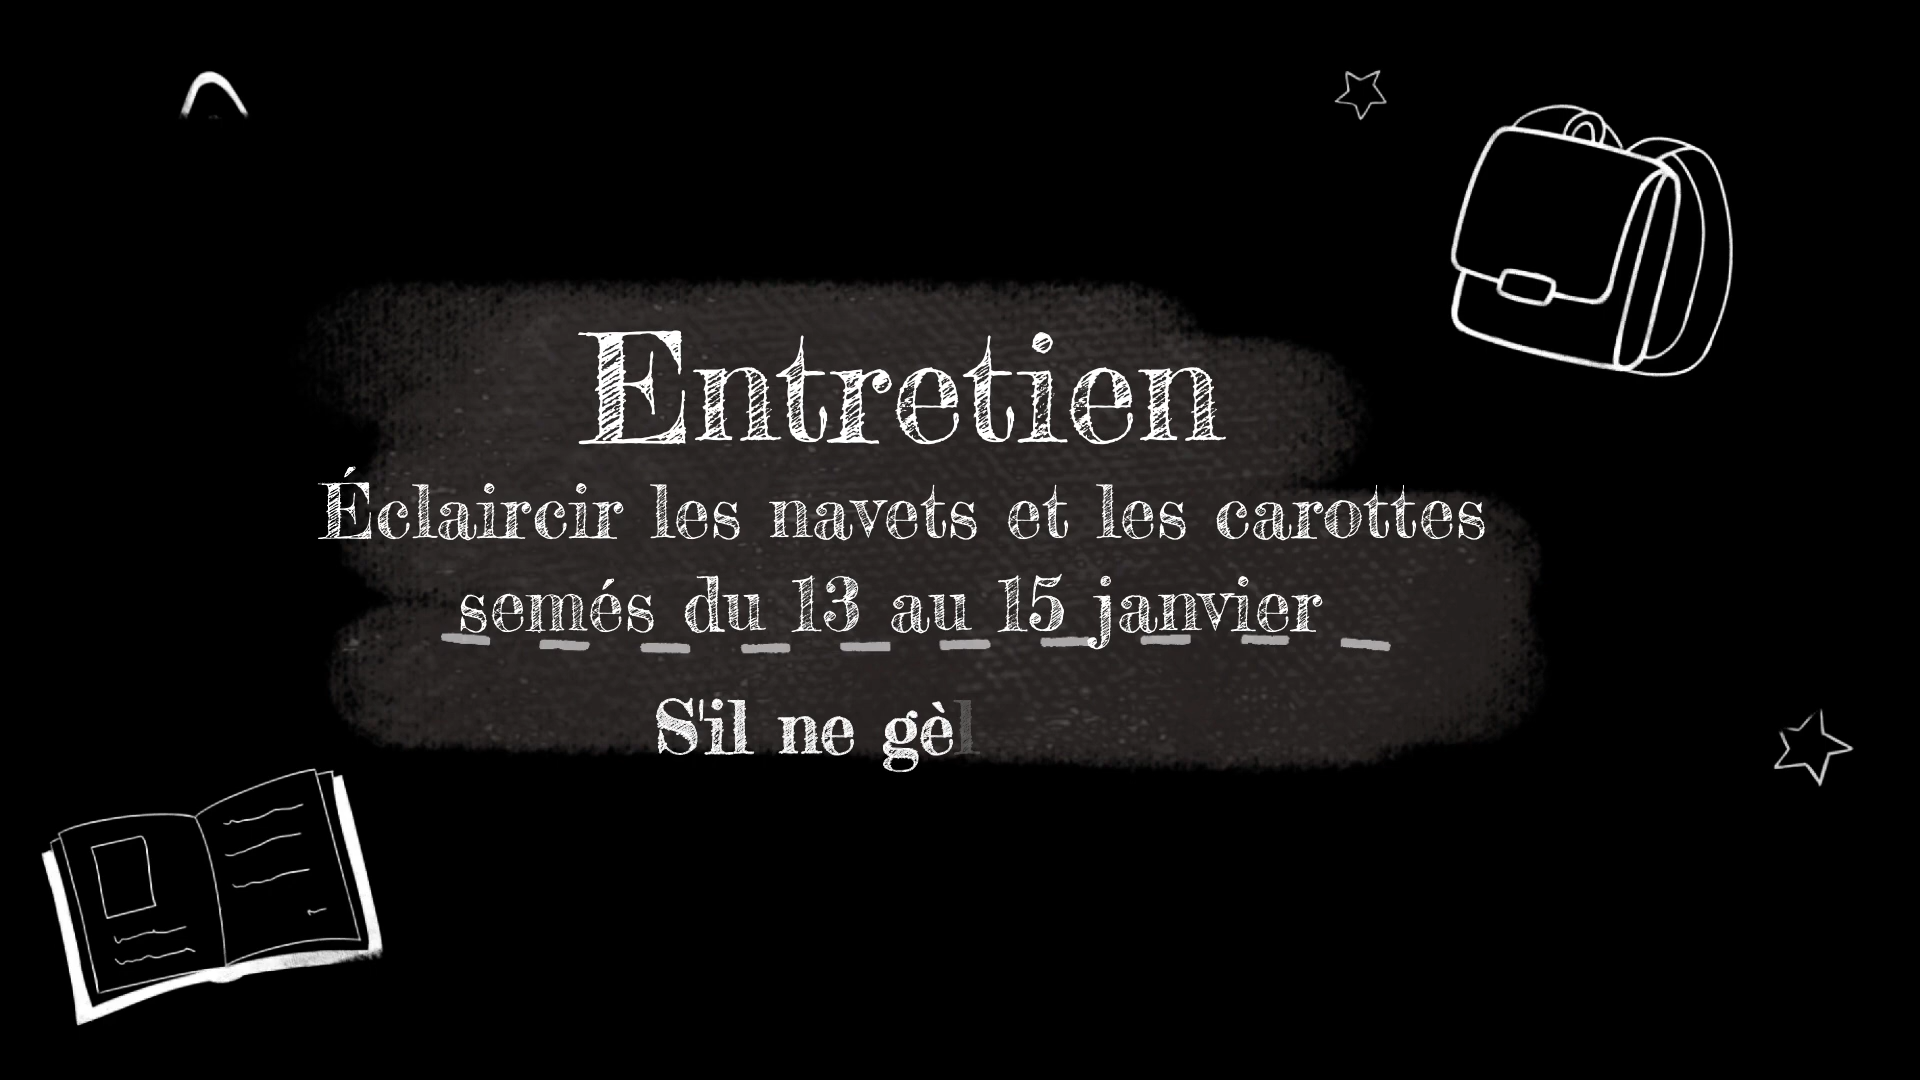 Entretien
Éclaircir les navets et les carottes
semés du 13 au 15 janvier
S'il ne gèl